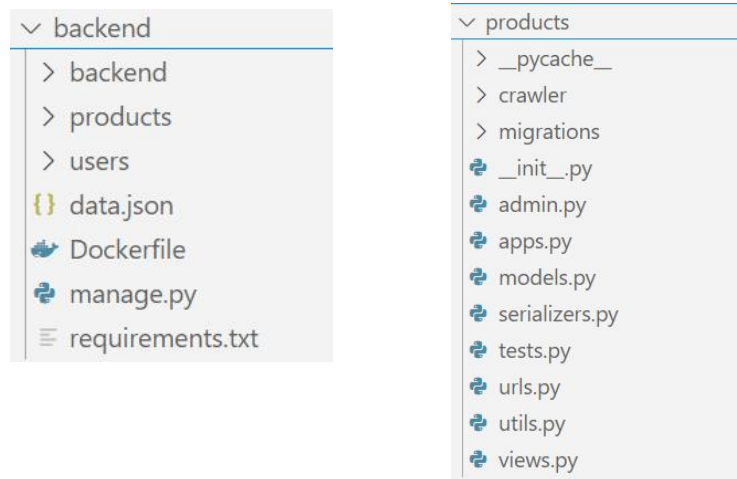 backend
backend
products
users
data.json
Dockerfile
manage.py
requirements.txt
products
__pycache__
crawler
migrations
__init__.py
admin.py
apps.py
models.py
serializers.py
tests.py
urls.py
utils.py
views.py